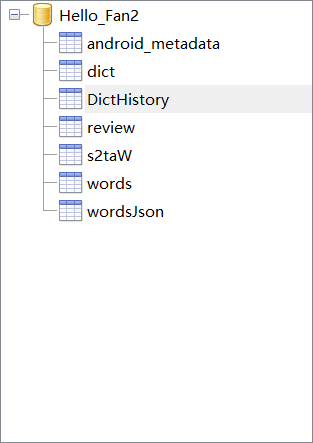 Hello_Fan2
android_metadata
dict
DictHistory
review
s2taW
words
wordsJson